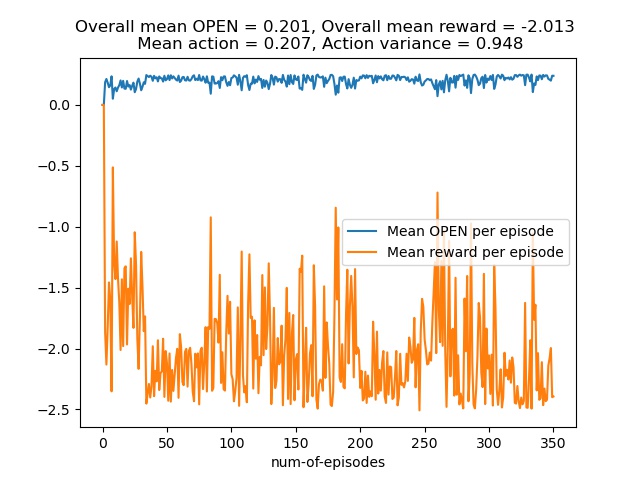 Overall mean OPEN = 0.201, Overall mean reward = -2.013
Mean action = 0.207, Action variance = 0.948
0.0
−0.5
−1.0
−1.5
−2.0
−2.5
Mean OPEN per episode
Mean reward per episode
0 50 100 150 200 250 300 350
num-of-episodes